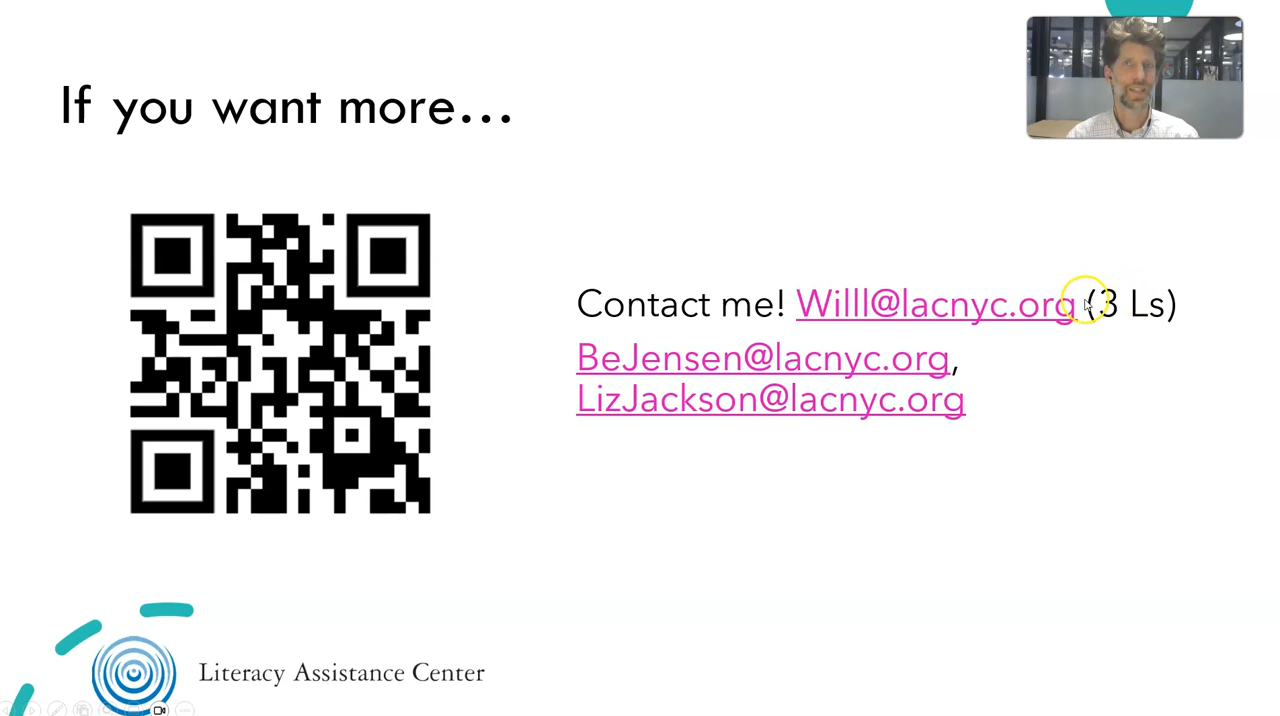 If you want more...
Contact me! Willl@lacnyc.org (3 Ls)
BeJensen@lacnyc.org,
LizJackson@lacnyc.org
Literacy Assistance Center